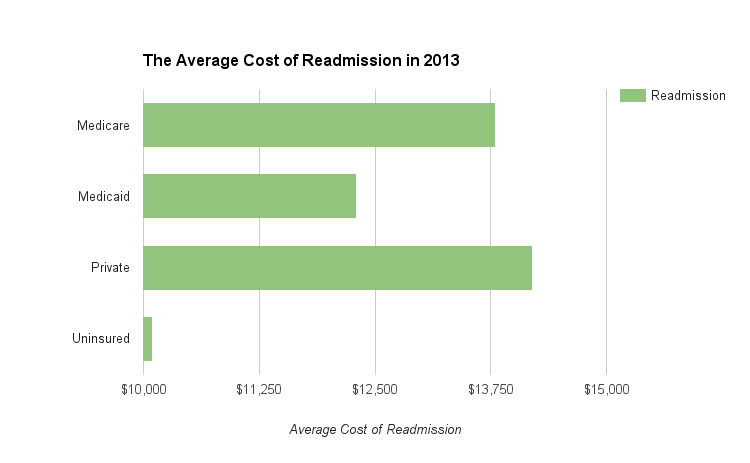 The Average Cost of Readmission in 2013
Readmission
Medicare
Medicaid
Private
Uninsured
$10,000 $11,250 $12,500 $13,750 $15,000
Average Cost of Readmission